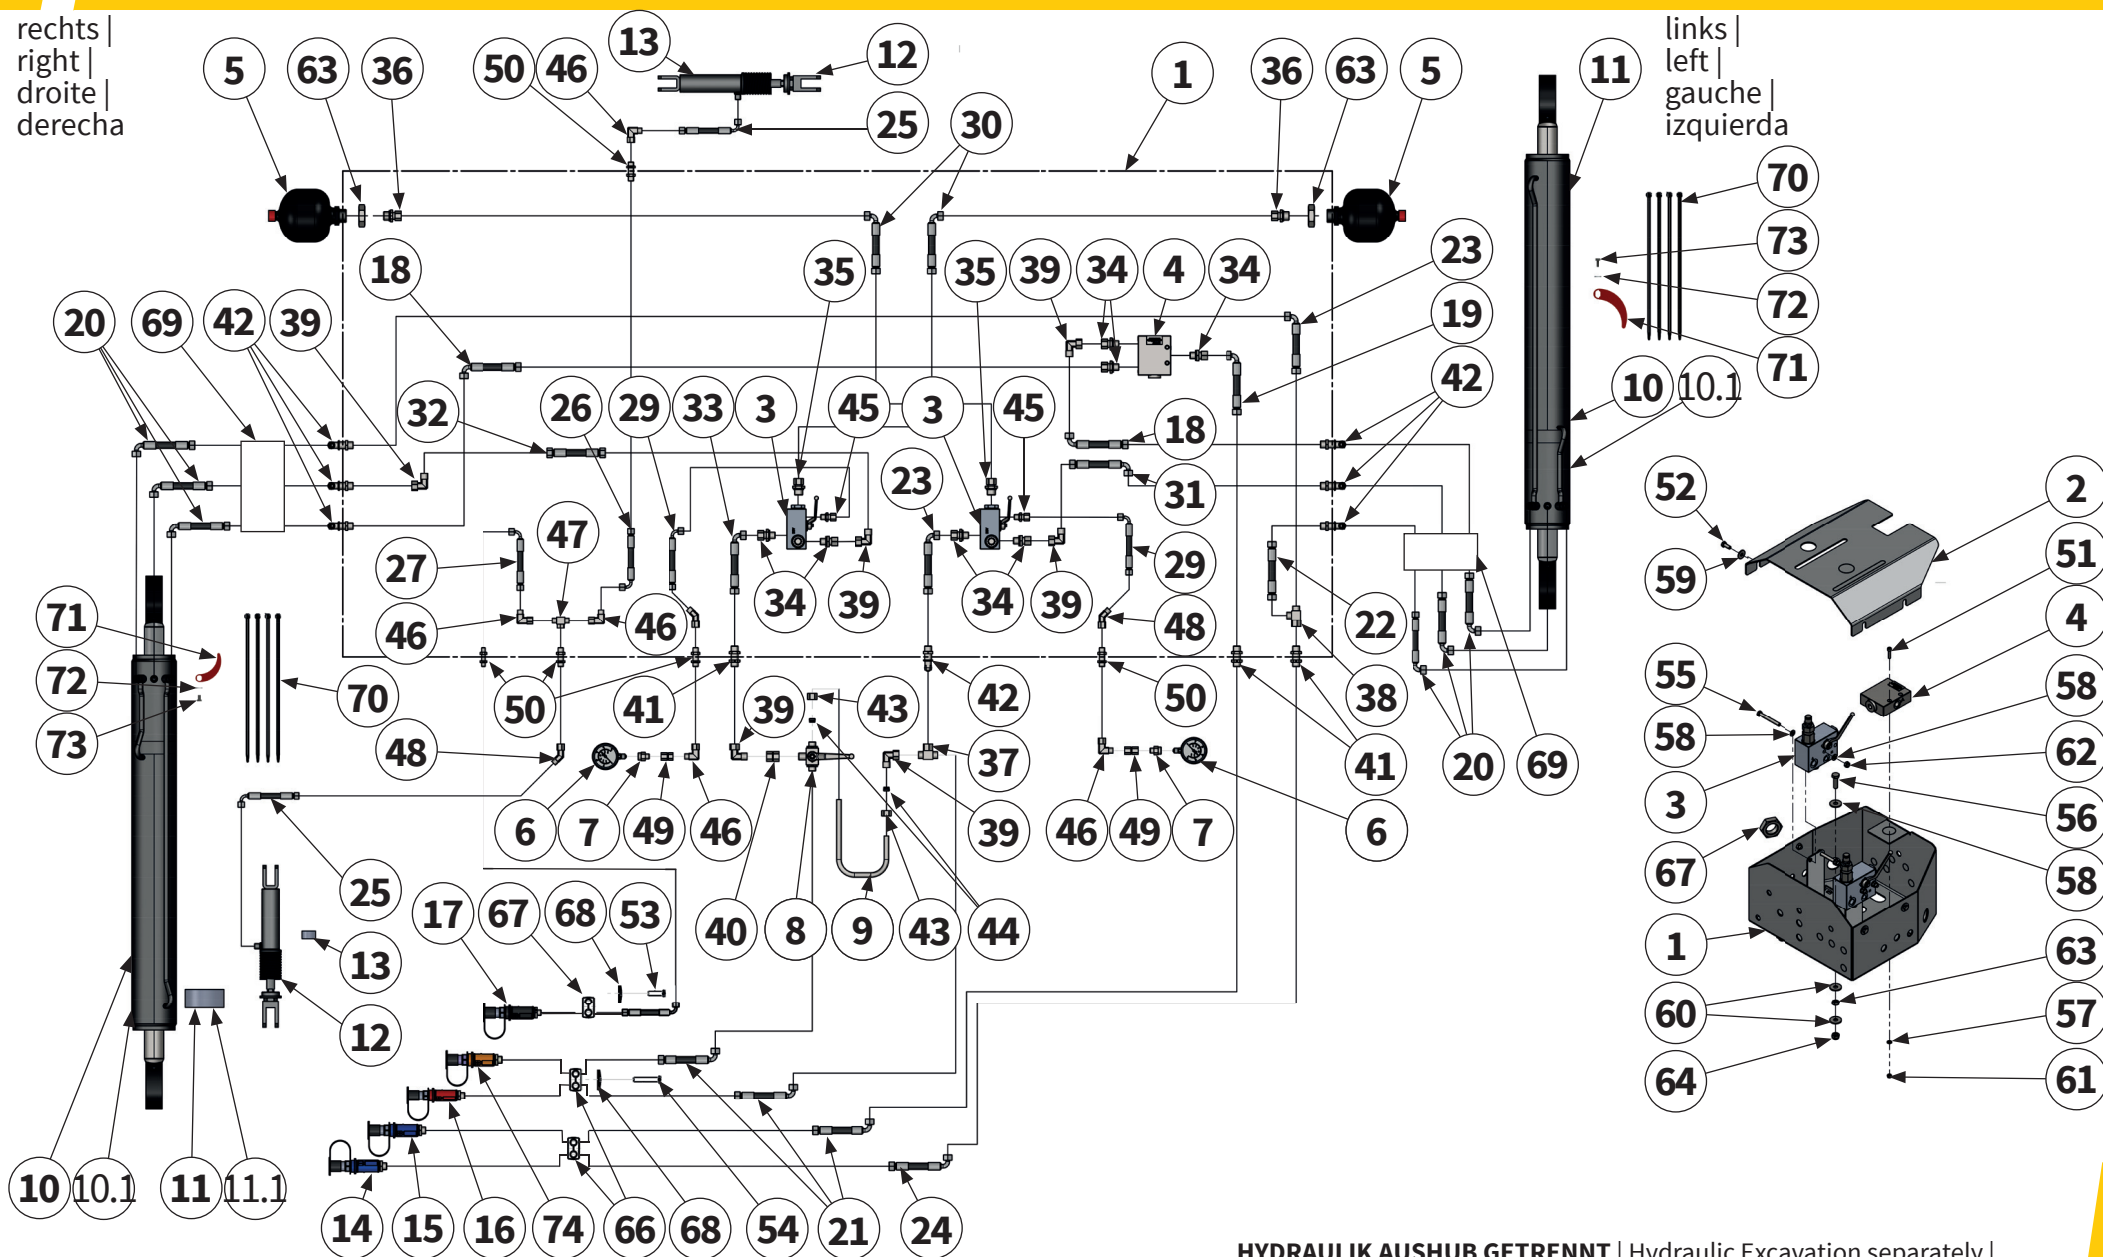 rechts |
right |
droite |
derecha
links |
left |
gauche |
izquierda
5 63 36 50 46 13 12 1 36 63 5 11
25 30
70
18 35 35 39 34 4 34 23 73
20 69 42 39 19 72
71
32 26 29 33 3 45 3 45 18 42 10 10.1
23 31 52 2
27 47 51
34 39 34 39 29 59
71 46 46 48 22 4
72 70 50 41 39 43 42 50 38 55 58
73 48 37 41 20 69 58 62
3
6 7 49 46 39 46 49 7 6 56
25 67 58
17 67 68 53 40 8 9 43 44
13 1 63
12 60 57
64 61
10 10.1 11 11.1
14 15 16 74 66 68 54 21 24
HYDRAULIK AUSHUB GETRENNT | Hydraulic Excavation separately |